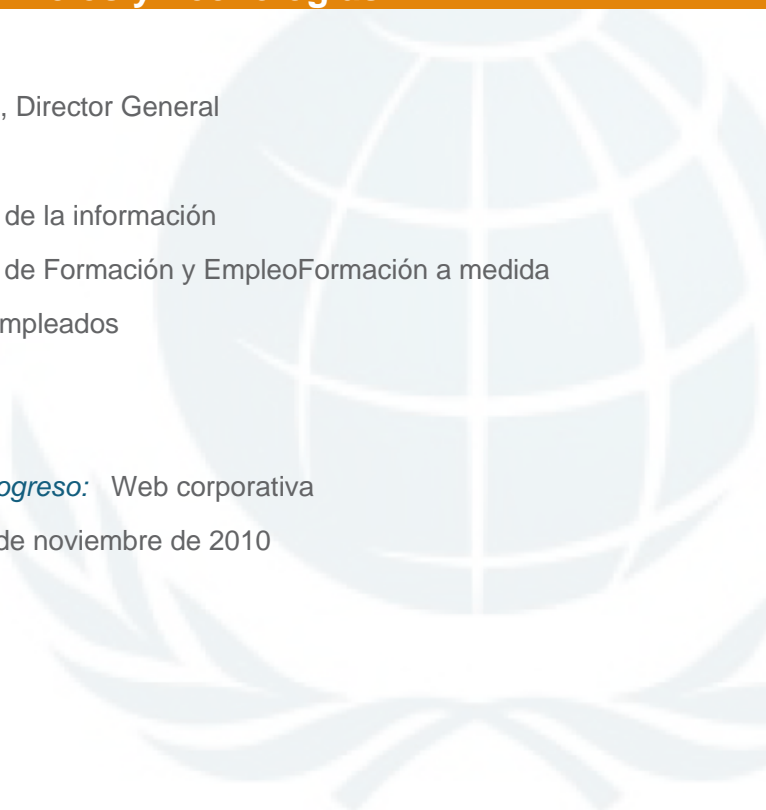 , Director General
de la información
de Formación y EmpleoFormación a medida
mpleados
ogreso: Web corporativa
de noviembre de 2010